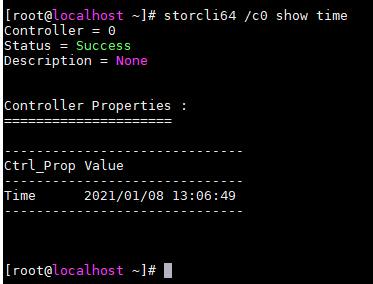 [root@localhost ~]# storcli64 /c0 show time
Controller = 0
Status = Success
Description = None
Controller Properties :
=====================
------------------------------
Ctrl_Prop Value
------------------------------
Time      2021/01/08 13:06:49
------------------------------
[root@localhost ~]#